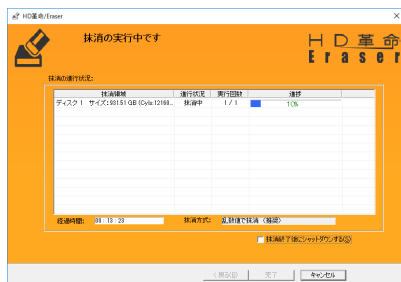 HD革命/Eraser
抹消の実行中です
HD革命
Eraser
抹消の進行状況:
抹消領域 進行状況 実行回数 進捗
ディスク 1 サイズ: 931.51 GB (Cyls:12160... 抹消中 1 / 1 10%
経過時間: 00 : 13 : 23 抹消方式: 乱数値で抹消 (推奨)
抹消終了後にシャットダウンする(S)
< 戻る(B) 完了 キャンセル